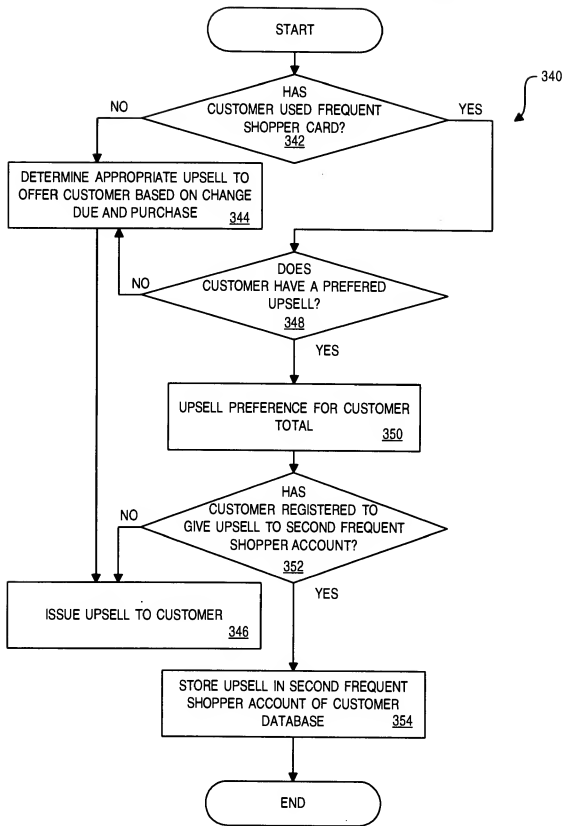 START
340
HAS
CUSTOMER USED FREQUENT
SHOPPER CARD?
342
NO
YES
DETERMINE APPROPRIATE UPSELL TO
OFFER CUSTOMER BASED ON CHANGE
DUE AND PURCHASE
344
DOES
CUSTOMER HAVE A PREFERED
UPSELL?
348
NO
YES
UPSELL PREFERENCE FOR CUSTOMER
TOTAL
350
HAS
CUSTOMER REGISTERED TO
GIVE UPSELL TO SECOND FREQUENT
SHOPPER ACCOUNT?
352
NO
YES
ISSUE UPSELL TO CUSTOMER
346
STORE UPSELL IN SECOND FREQUENT
SHOPPER ACCOUNT OF CUSTOMER
DATABASE
354
END